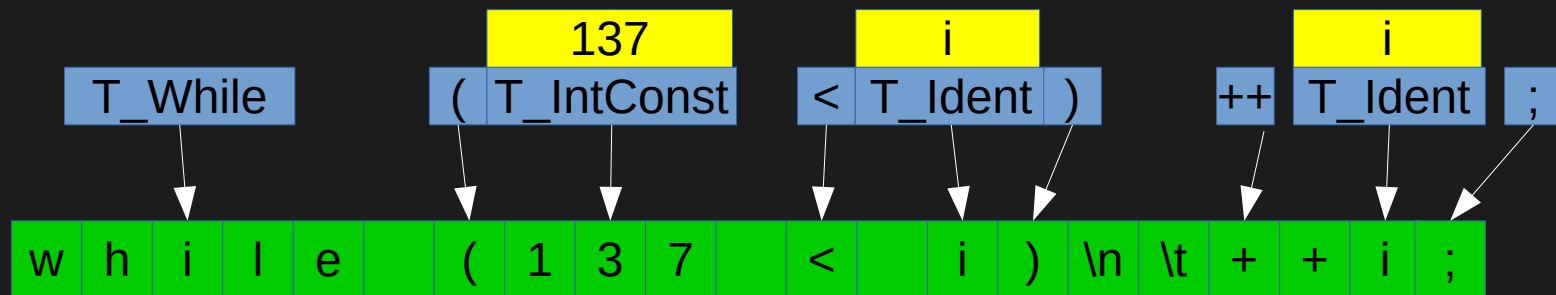 137 i i
T_While ( T_IntConst < T_Ident ) ++ T_Ident ;
w h i l e ( 1 3 7 < i ) \n \t + + i ;